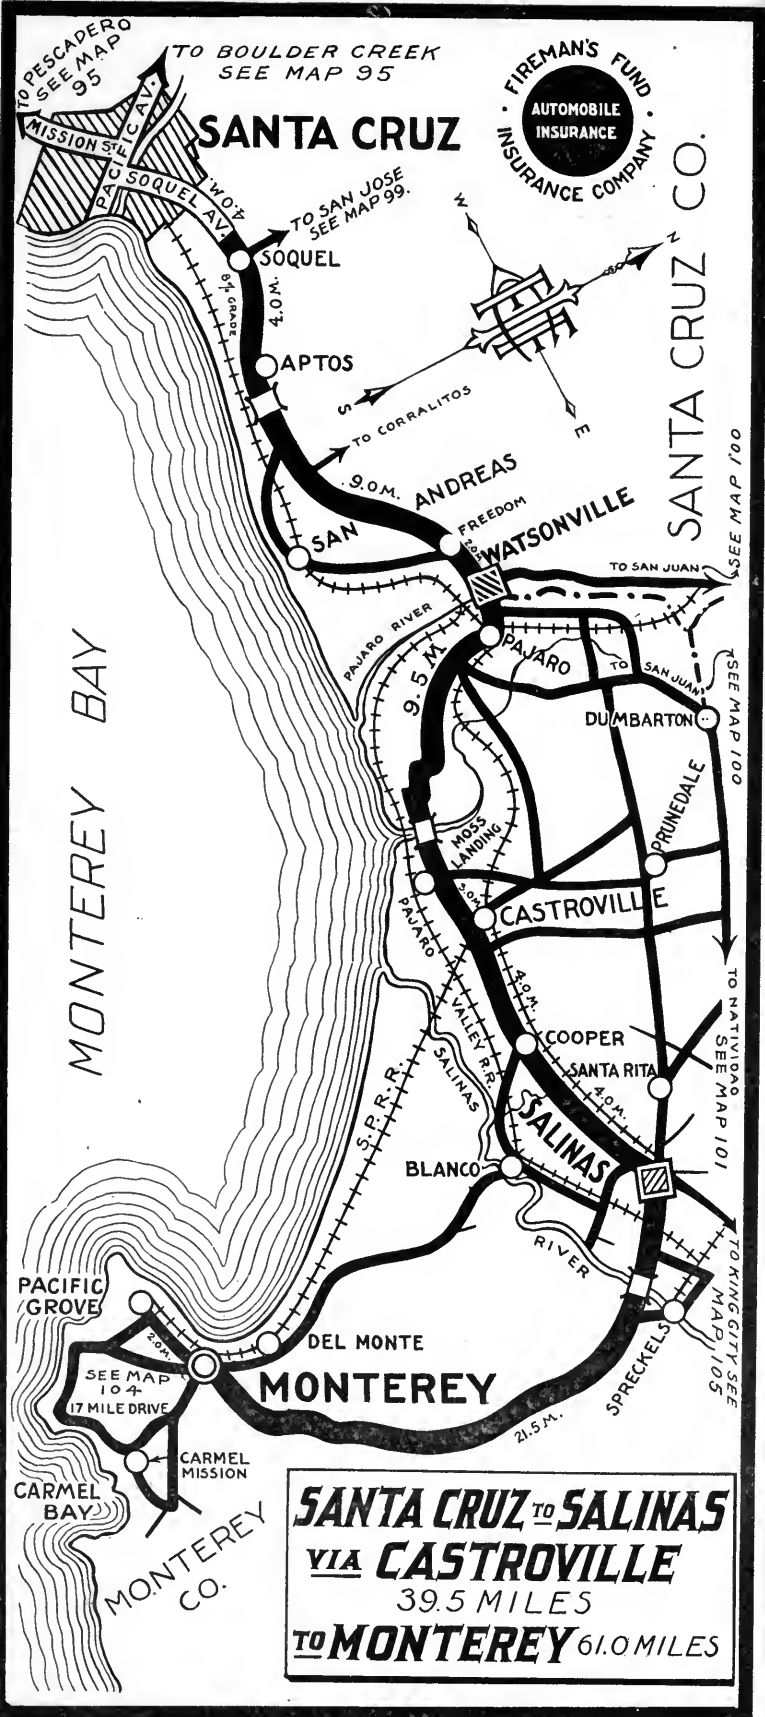 TO PESCADERO
SEE MAP
95
TO BOULDER CREEK
SEE MAP 95
FIREMAN'S FUND
INSURANCE COMPANY
AUTOMOBILE
INSURANCE
MISSION ST.
PACIFIC AV.
SANTA CRUZ
SOQUEL AV.
4.0 M.
TO SAN JOSE
SEE MAP 99.
SANTA CRUZ CO.
W
N
S
E
SOQUEL
8% GRADE
4.0 M.
APTOS
TO CORRALITOS
9.0 M.
SAN ANDREAS
FREEDOM
WATSONVILLE
SEE MAP 100
TO SAN JUAN
PAJARO RIVER
PAJARO
9.5 M
TO SAN JUAN
SEE MAP 100
DUMBARTON
MONTEREY BAY
MOSS
LANDING
PRUNEDALE
3.0 M.
CASTROVILLE
PAJARO VALLEY R.R.
4.0 M.
COOPER
TO NATIVIDAD
SEE MAP 101
SANTA RITA
4.0 M.
SALINAS
S.P.R.R.
SALINAS RIVER
BLANCO
TO KING CITY SEE
MAP 105
SPRECKELS
PACIFIC
GROVE
2.0 M.
DEL MONTE
MONTEREY
SEE MAP
104
17 MILE DRIVE
21.5 M.
CARMEL
MISSION
CARMEL
BAY
MONTEREY
CO.
SANTA CRUZ TO SALINAS
VIA CASTROVILLE
39.5 MILES
TO MONTEREY 61.0 MILES